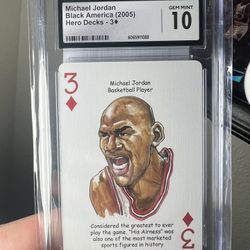 Michael Jordan
Black America (2005)
Hero Decks - 3♦
GEM MINT
10
3
Michael Jordan
Basketball Player
Considered the greatest to ever
play the game, "His Airness" was
also one of the most marketed
sports figures in history.
3